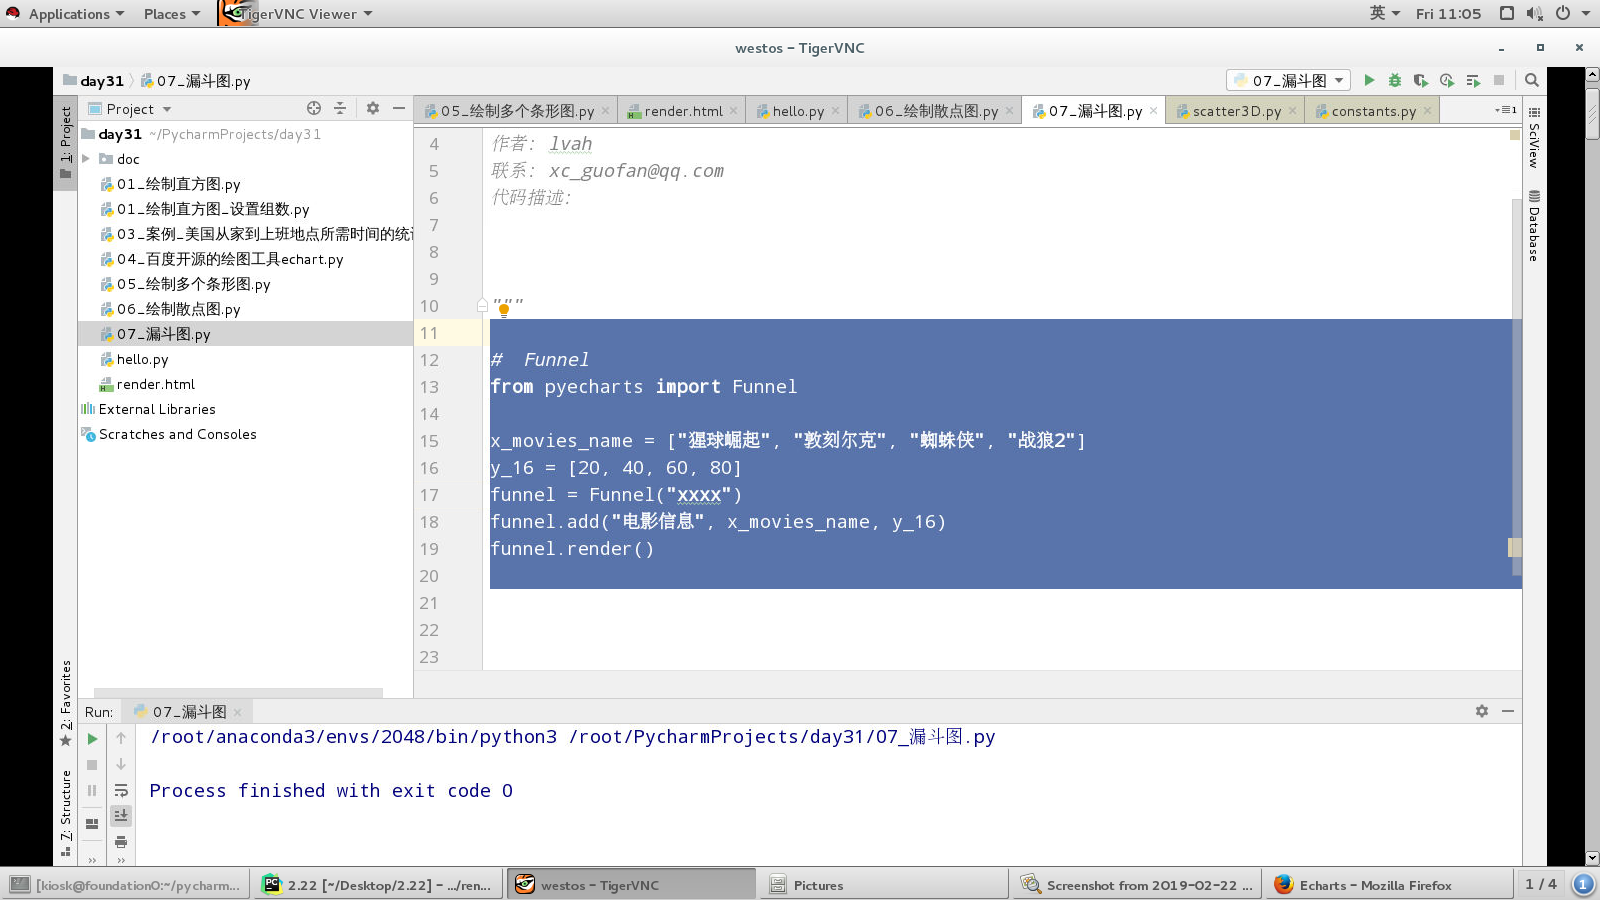 Applications
Places
TigerVNC Viewer
英
Fri 11:05
westos - TigerVNC
day31
07_漏斗图.py
07_漏斗图
1: Project
Project
05_绘制多个条形图.py
render.html
hello.py
06_绘制散点图.py
07_漏斗图.py
scatter3D.py
constants.py
1
day31 ~/PycharmProjects/day31
doc
01_绘制直方图.py
01_绘制直方图_设置组数.py
03_案例_美国从家到上班地点所需时间的统
04_百度开源的绘图工具echart.py
05_绘制多个条形图.py
06_绘制散点图.py
07_漏斗图.py
hello.py
render.html
External Libraries
Scratches and Consoles
4 作者: lvah
5 联系: xc_guofan@qq.com
6 代码描述:
7
8
9
10 """
11
12 #  Funnel
13 from pyecharts import Funnel
14
15 x_movies_name = ["猩球崛起", "敦刻尔克", "蜘蛛侠", "战狼2"]
16 y_16 = [20, 40, 60, 80]
17 funnel = Funnel("xxxx")
18 funnel.add("电影信息", x_movies_name, y_16)
19 funnel.render()
20
21
22
23
SciView
Database
2: Favorites
7: Structure
Run:
07_漏斗图
/root/anaconda3/envs/2048/bin/python3 /root/PycharmProjects/day31/07_漏斗图.py
Process finished with exit code 0
[kiosk@foundation0:~/pycharm...
2.22 [~/Desktop/2.22] - .../ren...
westos - TigerVNC
Pictures
Screenshot from 2019-02-22 ...
Echarts - Mozilla Firefox
1 / 4
1